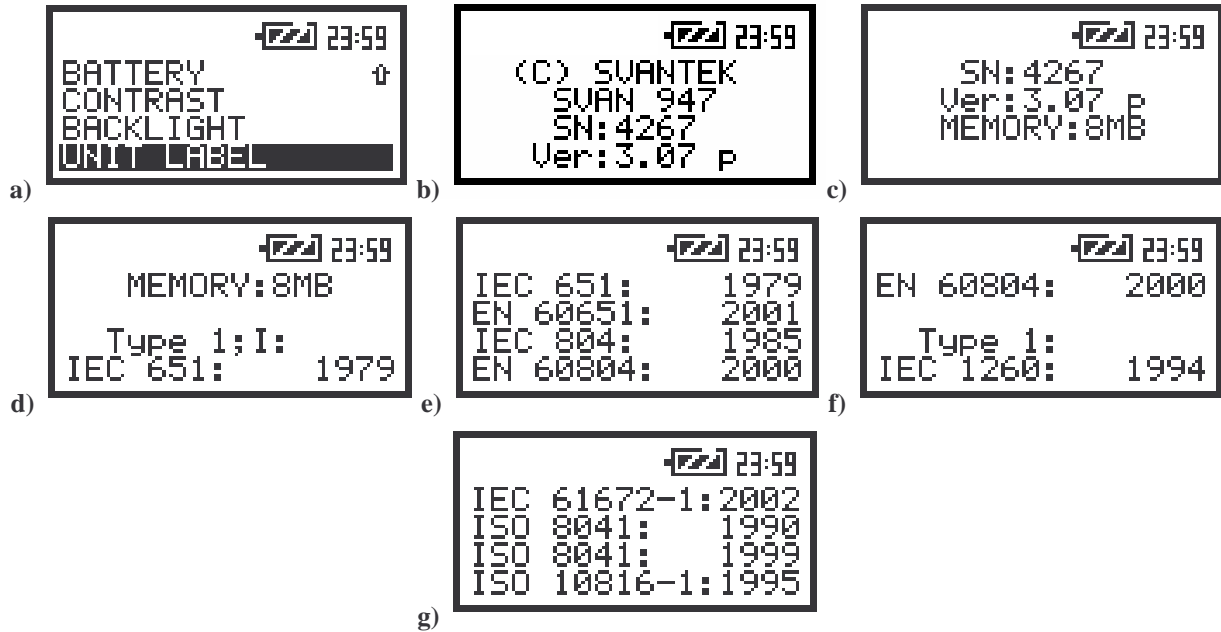 23:59
BATTERY
CONTRAST
BACKLIGHT
UNIT LABEL
a)
23:59
(C) SVANTEK
SVAN 947
SN:4267
Ver:3.07 p
b)
23:59
SN:4267
Ver:3.07 p
MEMORY:8MB
c)
23:59
MEMORY:8MB
Type 1;I:
IEC 651: 1979
d)
23:59
IEC 651: 1979
EN 60651: 2001
IEC 804: 1985
EN 60804: 2000
e)
23:59
EN 60804: 2000
Type 1:
IEC 1260: 1994
f)
23:59
IEC 61672-1:2002
ISO 8041: 1990
ISO 8041: 1999
ISO 10816-1:1995
g)